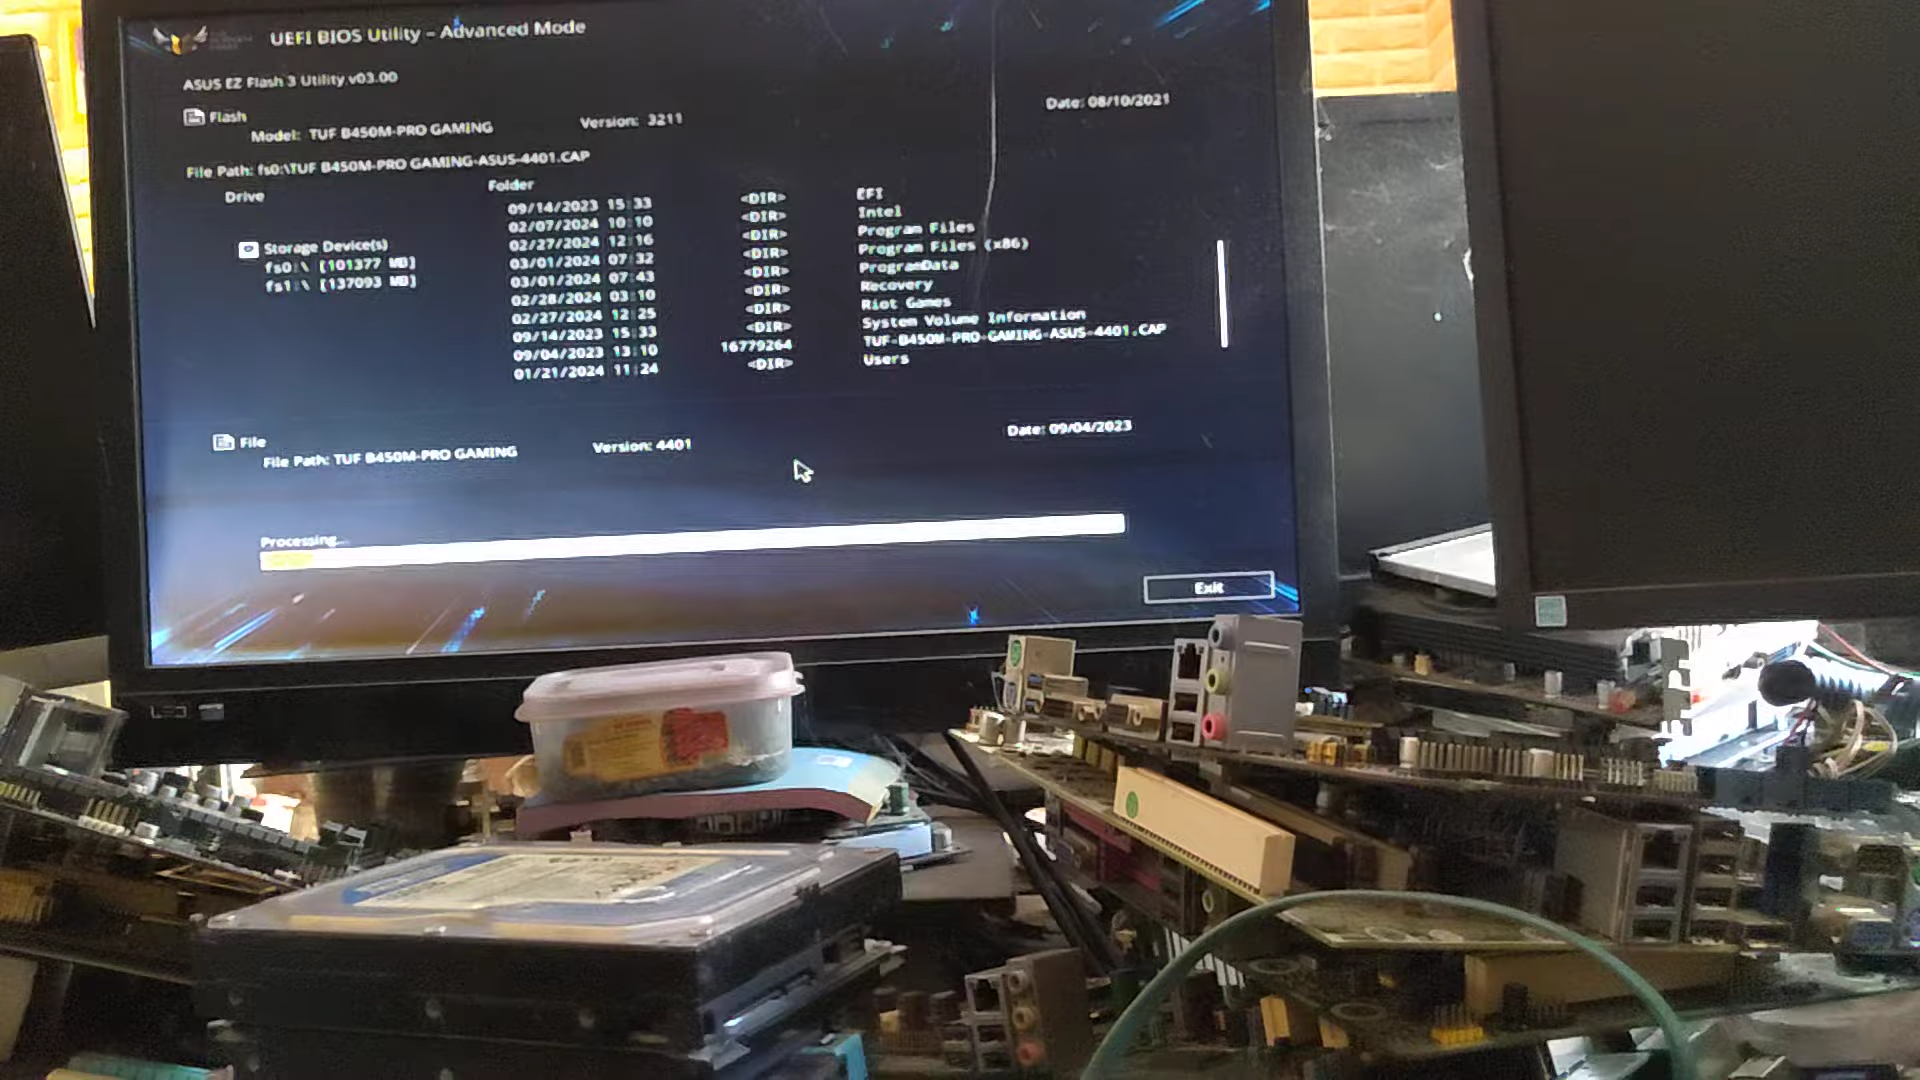 UEFI BIOS Utility – Advanced Mode
ASUS EZ Flash 3 Utility v03.00
Flash
Model: TUF B450M-PRO GAMING Version: 3211 Date: 08/10/2021
File Path: fs0:\TUF B450M-PRO GAMING-ASUS-4401.CAP
Drive Folder
Storage Device(s)
fs0:\ [101377 MB]
fs1:\ [137093 MB]
09/14/2023 15:33 <DIR> EFI
02/07/2024 10:10 <DIR> Intel
02/27/2024 12:16 <DIR> Program Files
03/01/2024 07:32 <DIR> Program Files (x86)
03/01/2024 07:43 <DIR> ProgramData
02/28/2024 03:10 <DIR> Recovery
02/27/2024 12:25 <DIR> Riot Games
09/14/2023 15:33 <DIR> System Volume Information
09/04/2023 13:10 16779264 TUF-B450M-PRO-GAMING-ASUS-4401.CAP
01/21/2024 11:24 <DIR> Users
File
File Path: TUF B450M-PRO GAMING Version: 4401 Date: 09/04/2023
Processing...
Exit